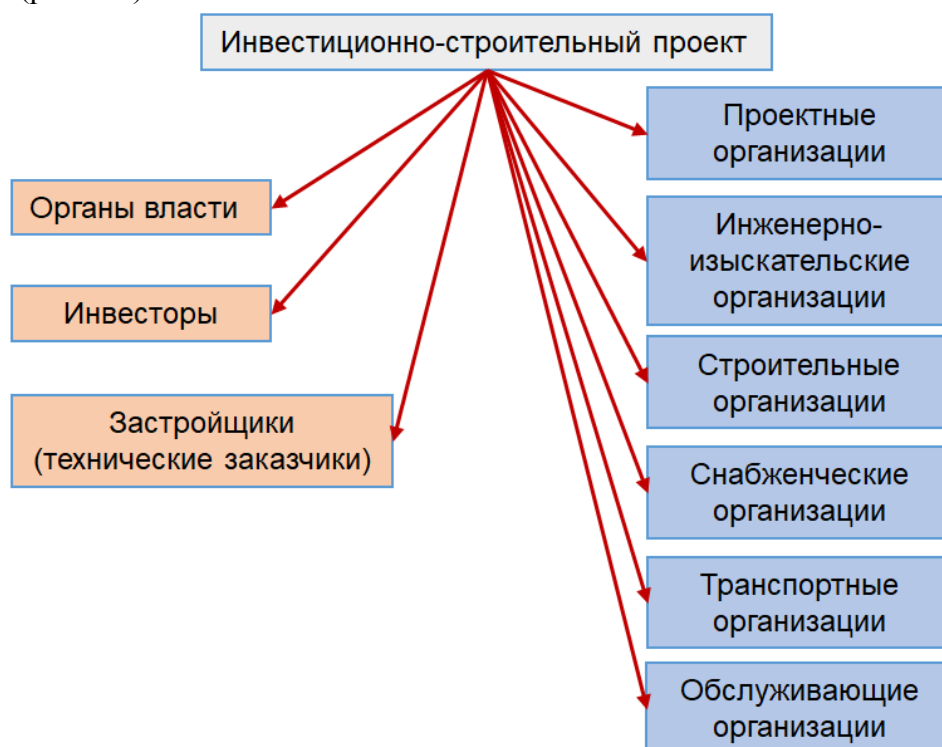 Инвестиционно-строительный проект
Органы власти
Инвесторы
Застройщики
(технические заказчики)
Проектные
организации
Инженерно-
изыскательские
организации
Строительные
организации
Снабженческие
организации
Транспортные
организации
Обслуживающие
организации